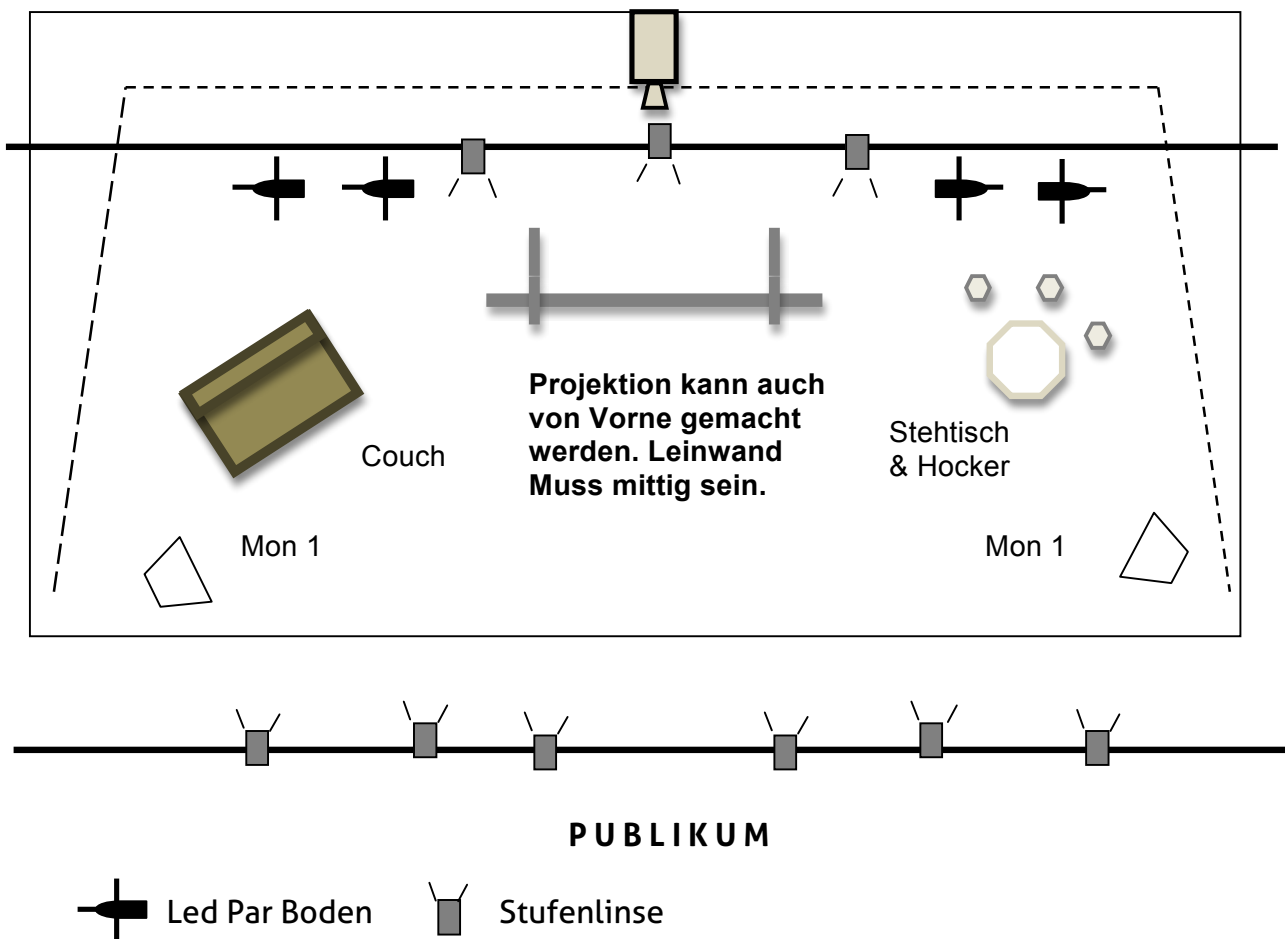 Projektion kann auch
von Vorne gemacht
werden. Leinwand
Muss mittig sein.
Couch
Stehtisch
& Hocker
Mon 1
Mon 1
PUBLIKUM
Led Par Boden
Stufenlinse